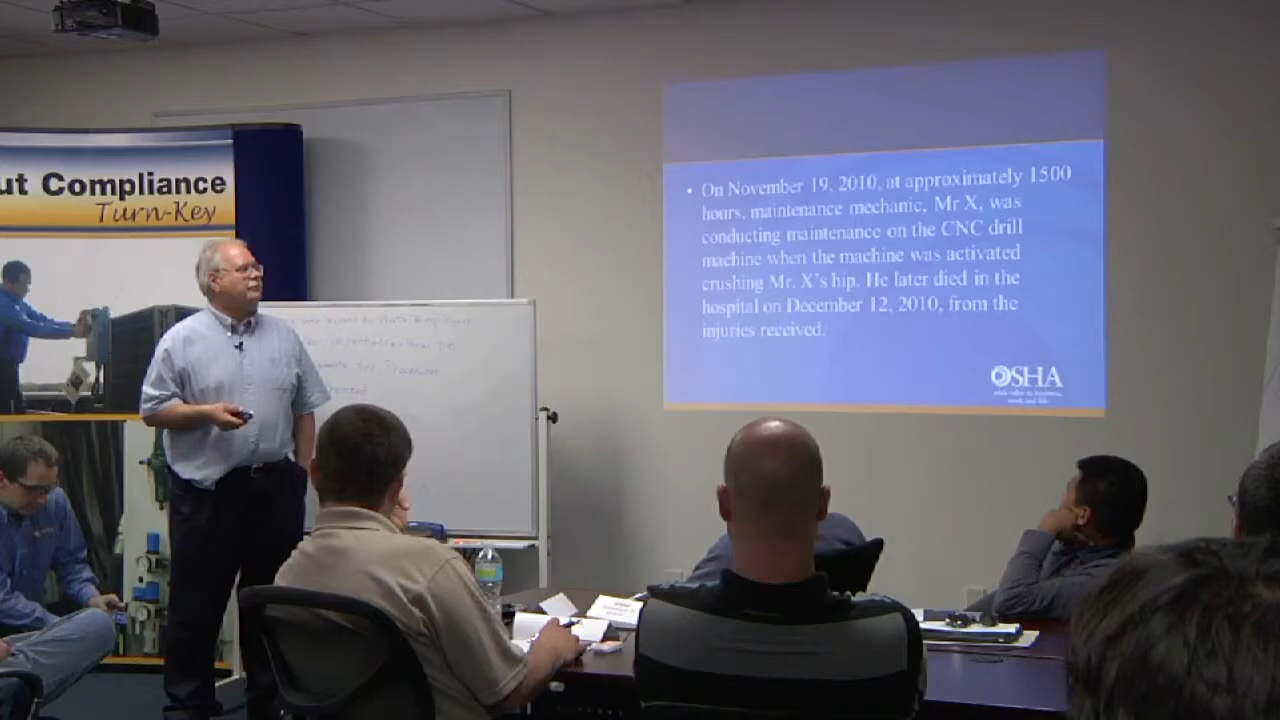 ut Compliance
Turn-Key
• On November 19, 2010, at approximately 1500
hours, maintenance mechanic, Mr X, was
conducting maintenance on the CNC drill
machine when the machine was activated
crushing Mr. X's hip. He later died in the
hospital on December 12, 2010, from the
injuries received.
OSHA